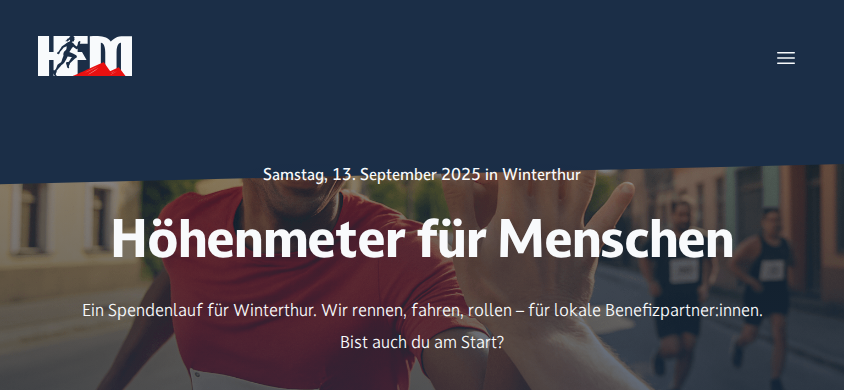 HFM
Samstag, 13. September 2025 in Winterthur
Höhenmeter für Menschen
Ein Spendenlauf für Winterthur. Wir rennen, fahren, rollen – für lokale Benefizpartner:innen.
Bist auch du am Start?